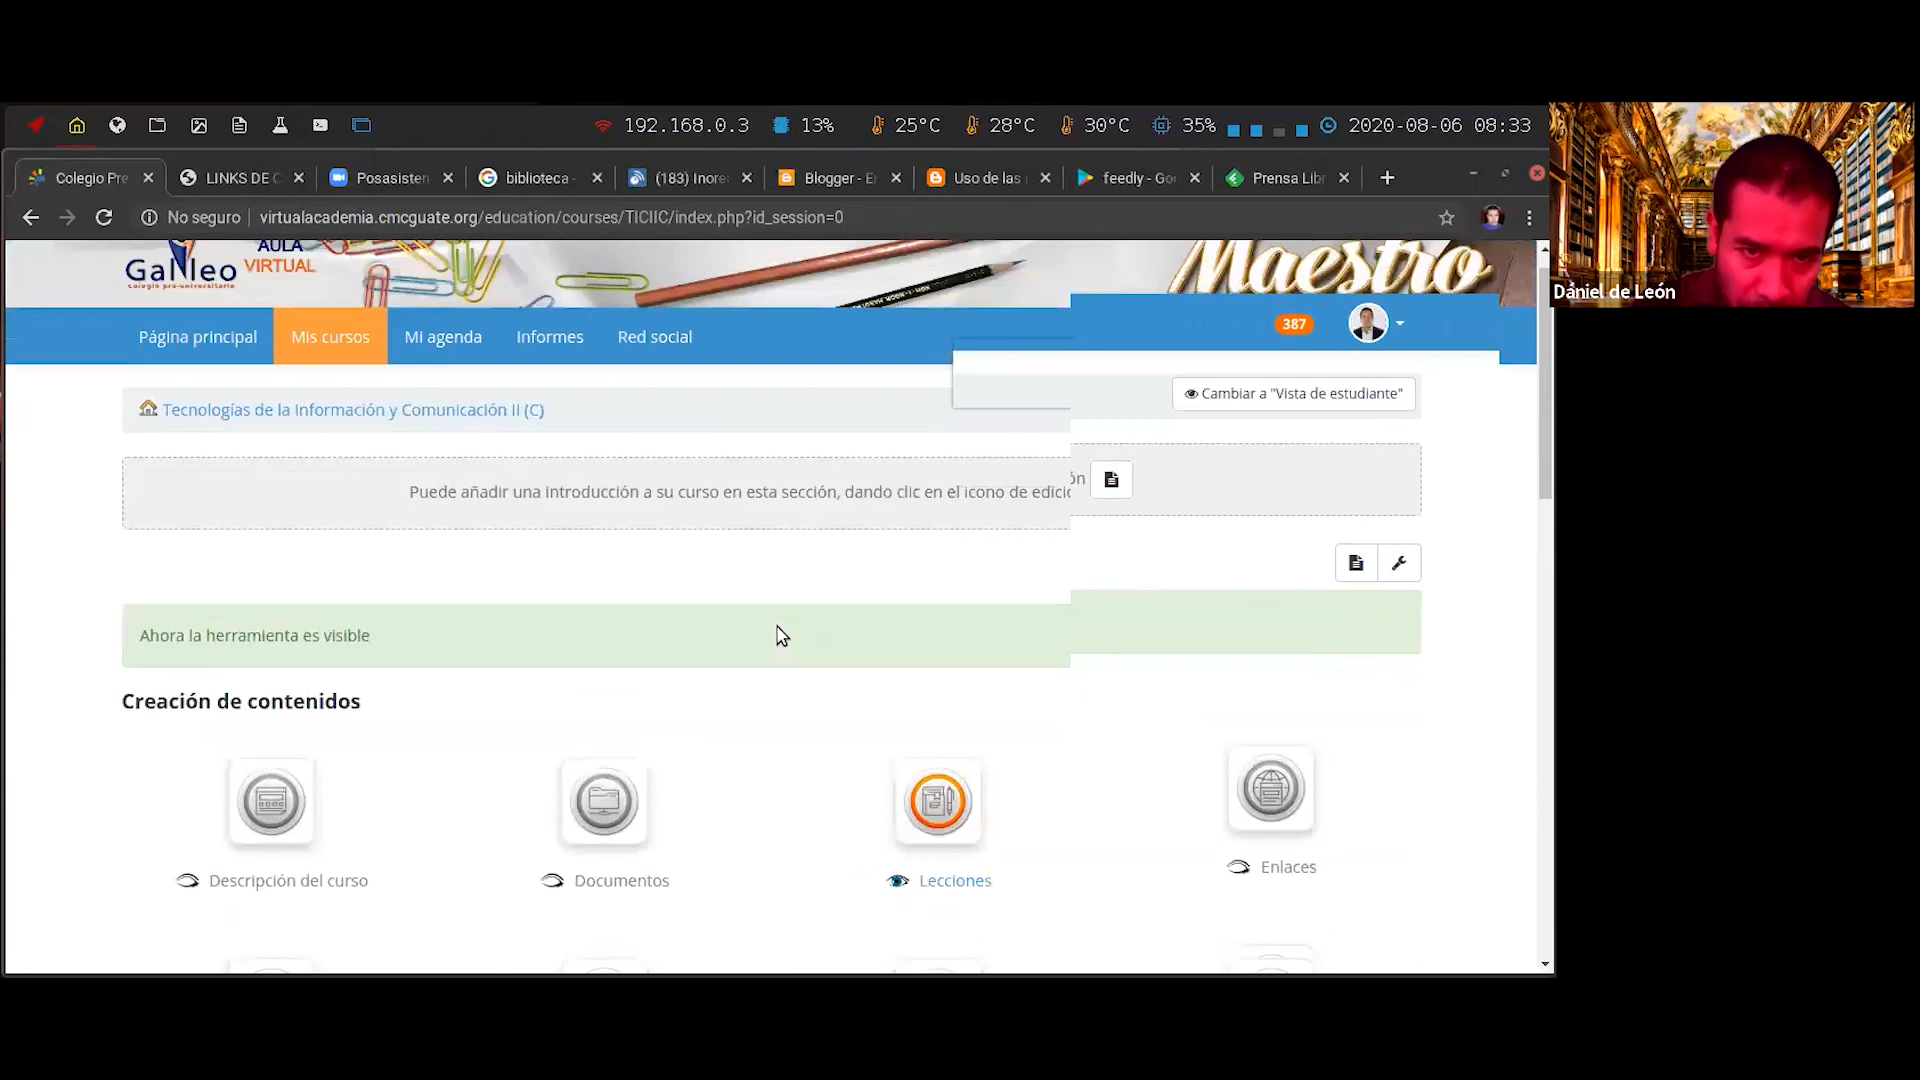 192.168.0.3 13% 25°C 28°C 30°C 35% 2020-08-06 08:33
Colegio Pre LINKS DE C Posasisten biblioteca - (183) Inore Blogger - E Uso de las feedly - Go Prensa Libr
No seguro virtualacademia.cmcguate.org/education/courses/TICIIC/index.php?id_session=0
AULA
Galileo VIRTUAL
colegio pre-universitario
Maestro
Dániel de León
Página principal Mis cursos Mi agenda Informes Red social 387
Cambiar a "Vista de estudiante"
Tecnologías de la Información y Comunicación II (C)
Puede añadir una introducción a su curso en esta sección, dando clic en el icono de edición
Ahora la herramienta es visible
Creación de contenidos
Descripción del curso Documentos Lecciones Enlaces